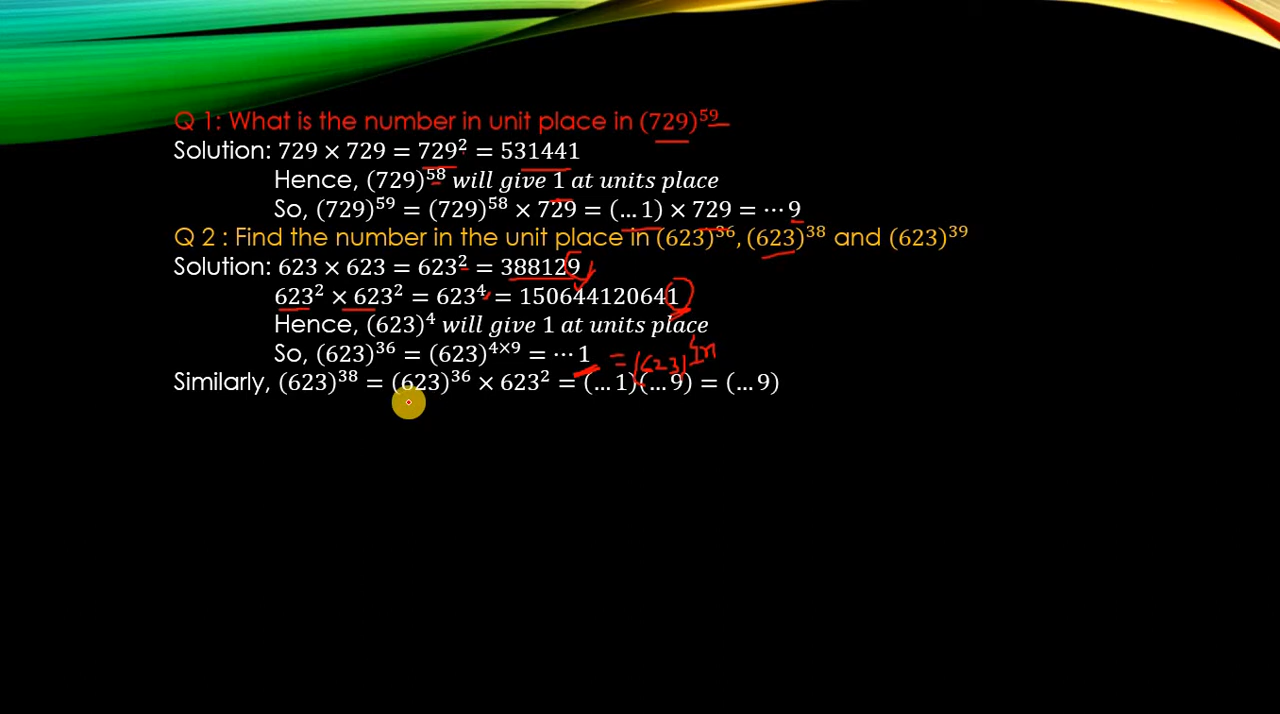 Q 1: What is the number in unit place in (729)⁵⁹
Solution: 729 × 729 = 729² = 531441
Hence, (729)⁵⁸ will give 1 at units place
So, (729)⁵⁹ = (729)⁵⁸ × 729 = (…1) × 729 = ⋯ 9
Q 2 : Find the number in the unit place in (623)³⁶, (623)³⁸ and (623)³⁹
Solution: 623 × 623 = 623² = 388129
623² × 623² = 623⁴ = 150644120641
Hence, (623)⁴ will give 1 at units place
So, (623)³⁶ = (623)⁴ˣ⁹ = ⋯ 1 = (623)⁴ⁿ
Similarly, (623)³⁸ = (623)³⁶ × 623² = (… 1)(… 9) = (… 9)